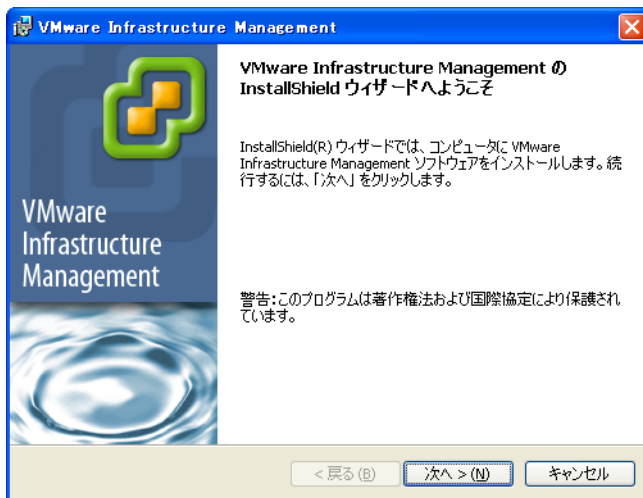 VMware Infrastructure Management
VMware
Infrastructure
Management
VMware Infrastructure Management の
InstallShield ウィザードへようこそ
InstallShield(R) ウィザードでは、コンピュータに VMware
Infrastructure Management ソフトウェアをインストールします。続
行するには、「次へ」をクリックします。
警告:このプログラムは著作権法および国際協定により保護され
ています。
< 戻る(B)
次へ >(N)
キャンセル